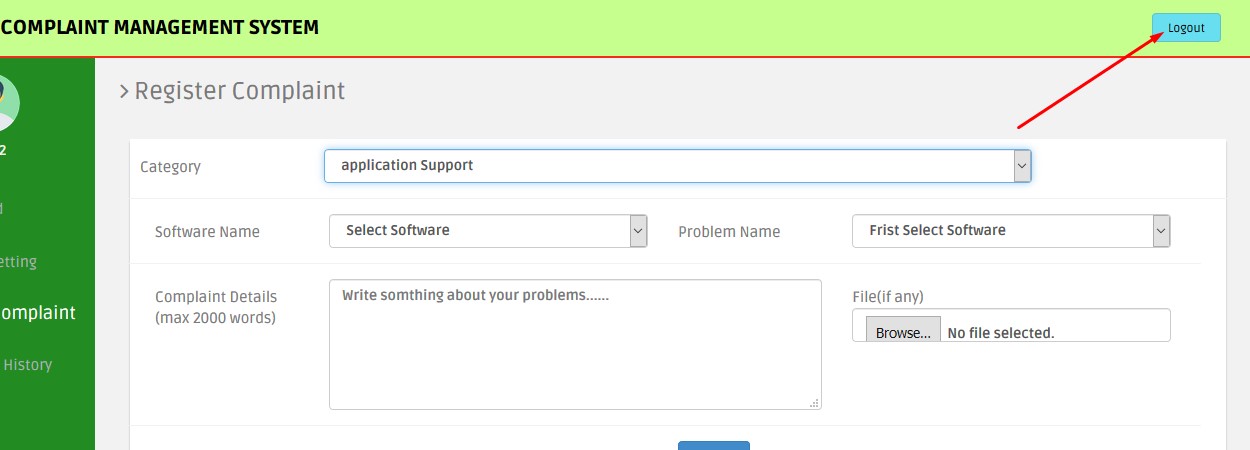 COMPLAINT MANAGEMENT SYSTEM
Logout
Register Complaint
2
Category
application Support
Software Name
Select Software
Problem Name
Frist Select Software
etting
Complaint Details
(max 2000 words)
Write somthing about your problems......
File(if any)
omplaint
Browse...
No file selected.
History